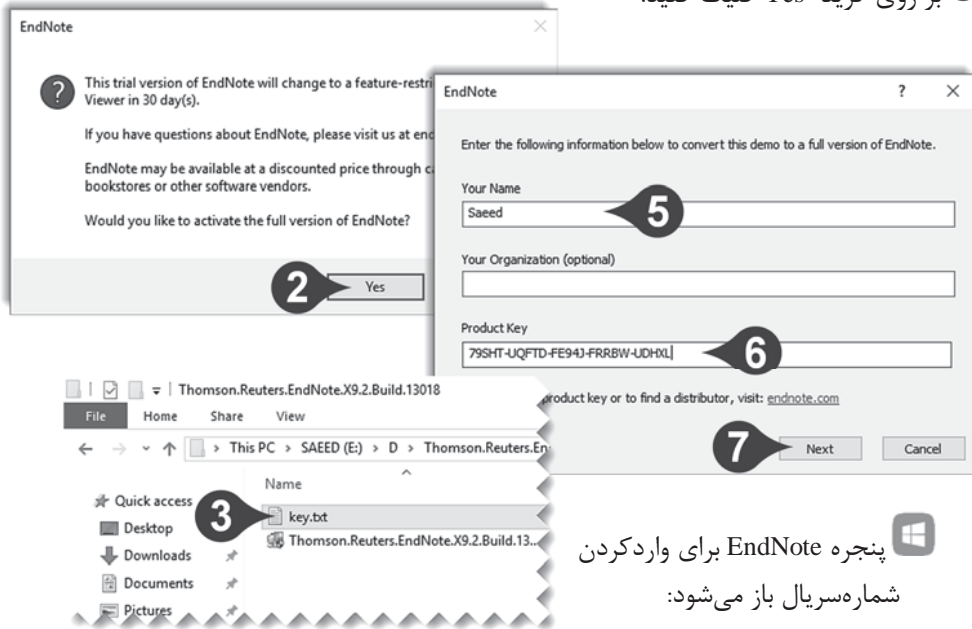 بر روی گزینه Yes کلیک کنید.
EndNote
This trial version of EndNote will change to a feature-restri
Viewer in 30 day(s).
If you have questions about EndNote, please visit us at end
EndNote may be available at a discounted price through c
bookstores or other software vendors.
Would you like to activate the full version of EndNote?
2 Yes
EndNote ?
Enter the following information below to convert this demo to a full version of EndNote.
Your Name
Saeed 5
Your Organization (optional)
Product Key
79SHT-UQFTD-FE94J-FRRBW-UDHXL 6
product key or to find a distributor, visit: endnote.com
7 Next Cancel
Thomson.Reuters.EndNote.X9.2.Build.13018
File Home Share View
This PC > SAEED (E:) > D > Thomson.Reuters.En
Name
Quick access
3 key.txt
Desktop
Thomson.Reuters.EndNote.X9.2.Build.13...
Downloads
Documents
Pictures
پنجره EndNote برای واردکردن
شماره‌سریال باز می‌شود: